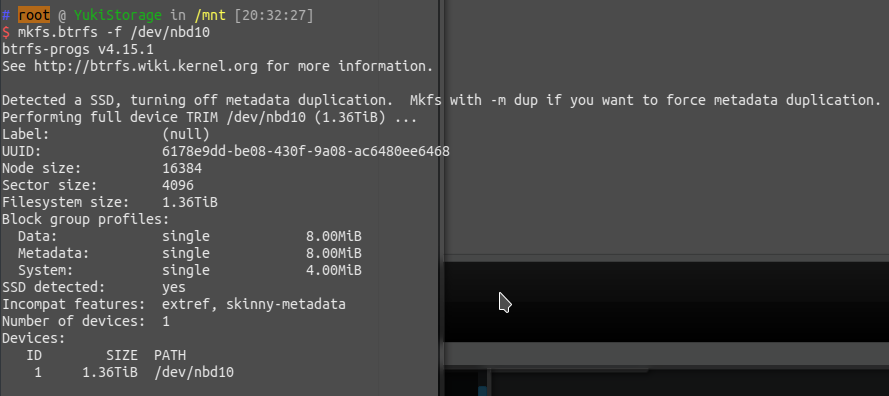 # root @ YukiStorage in /mnt [20:32:27]
$ mkfs.btrfs -f /dev/nbd10
btrfs-progs v4.15.1
See http://btrfs.wiki.kernel.org for more information.

Detected a SSD, turning off metadata duplication.  Mkfs with -m dup if you want to force metadata duplication.
Performing full device TRIM /dev/nbd10 (1.36TiB) ...
Label:              (null)
UUID:               6178e9dd-be08-430f-9a08-ac6480ee6468
Node size:          16384
Sector size:        4096
Filesystem size:    1.36TiB
Block group profiles:
  Data:             single            8.00MiB
  Metadata:         single            8.00MiB
  System:           single            4.00MiB
SSD detected:       yes
Incompat features:  extref, skinny-metadata
Number of devices:  1
Devices:
   ID        SIZE  PATH
    1     1.36TiB  /dev/nbd10